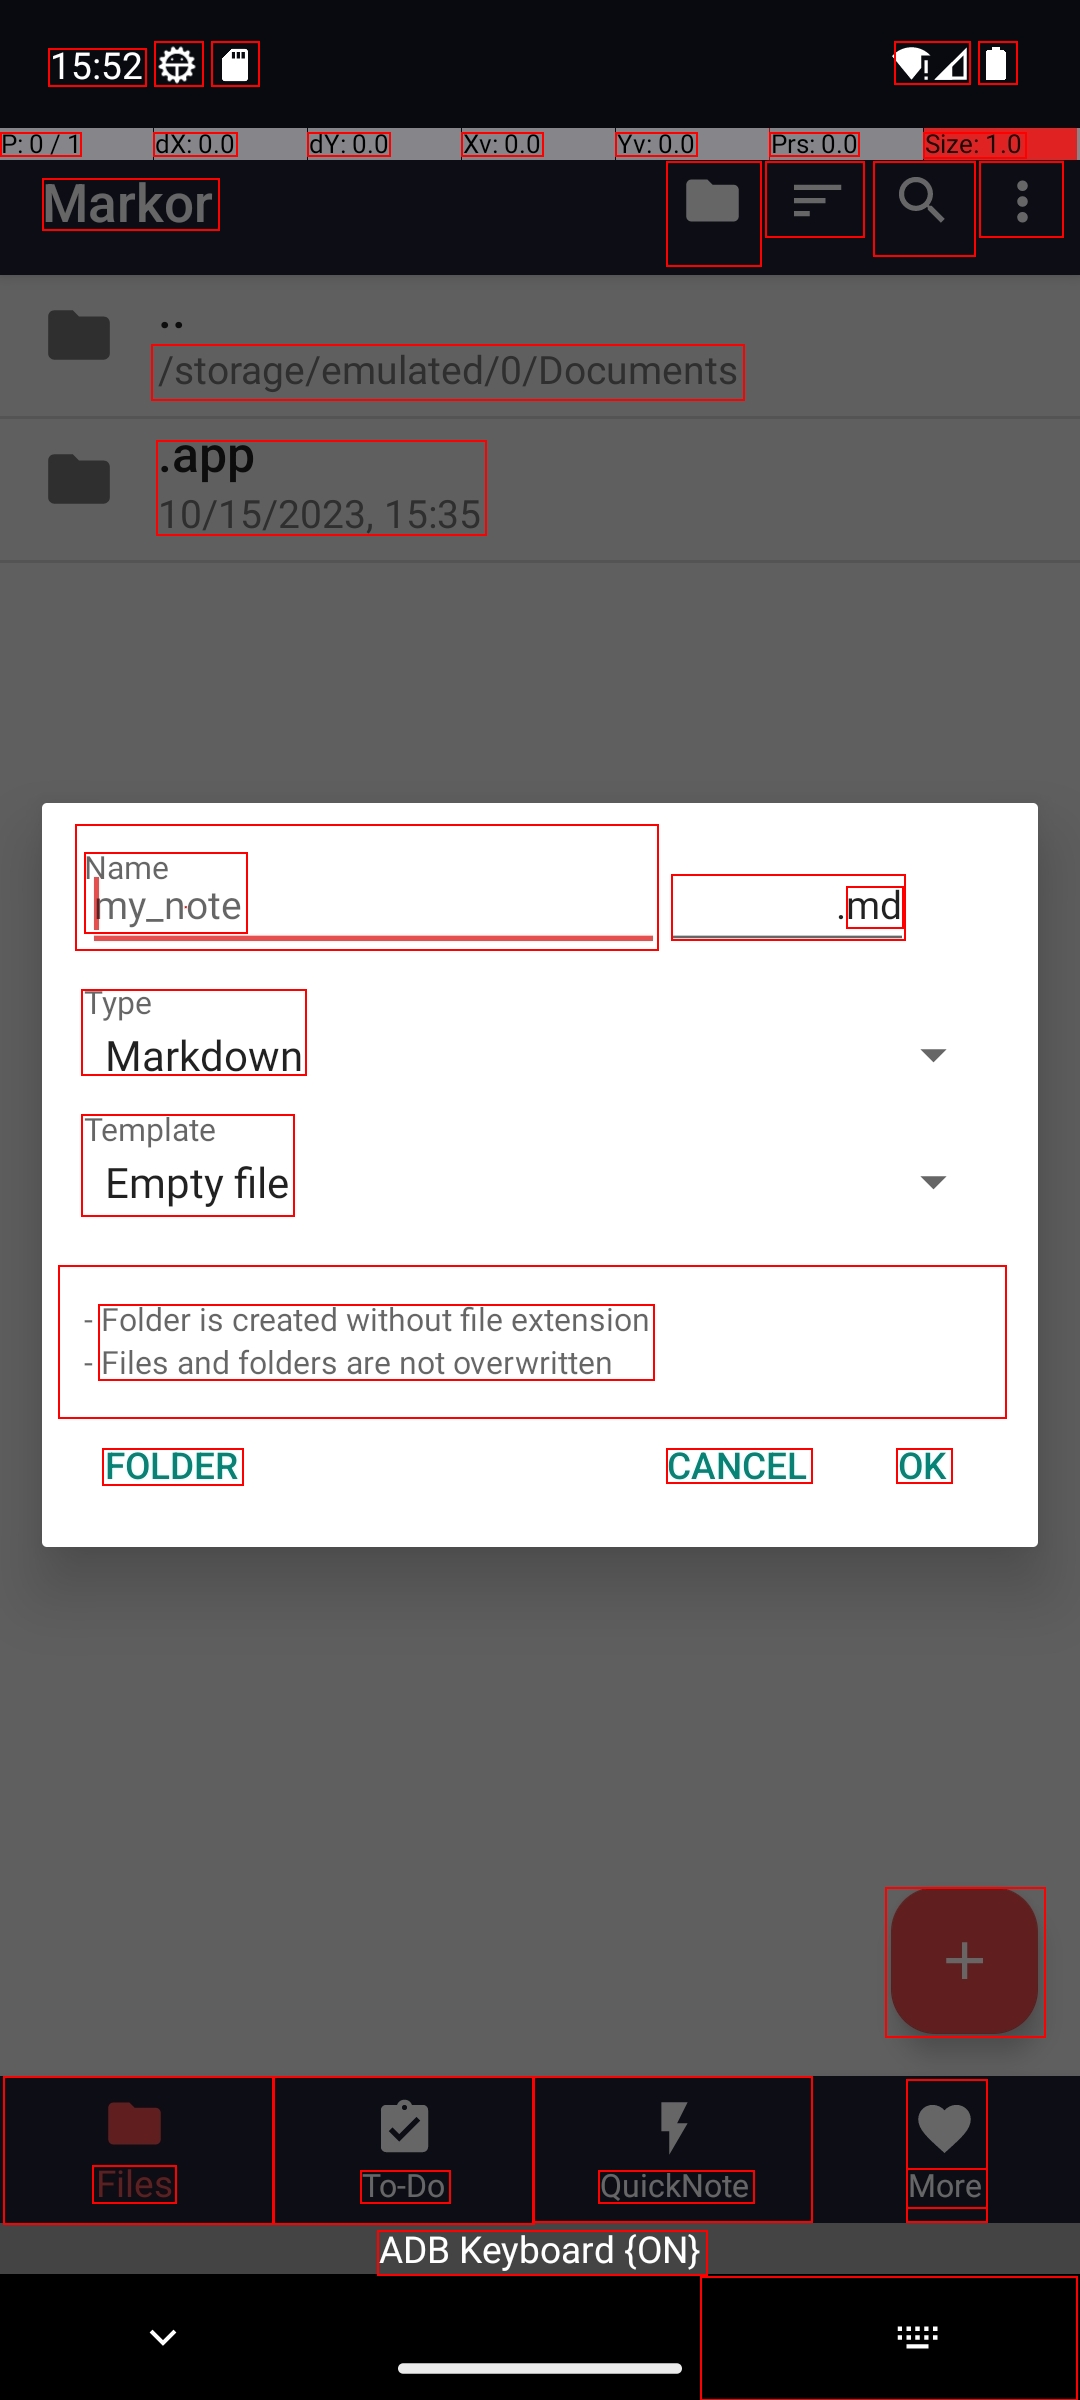 15:52
P: 0 / 1 dX: 0.0 dY: 0.0 Xv: 0.0 Yv: 0.0 Prs: 0.0 Size: 1.0
Markor
..
/storage/emulated/0/Documents
.app
10/15/2023, 15:35
Name
my_note .md
Type
Markdown
Template
Empty file
- Folder is created without file extension
- Files and folders are not overwritten
FOLDER CANCEL OK
Files To-Do QuickNote More
ADB Keyboard {ON}